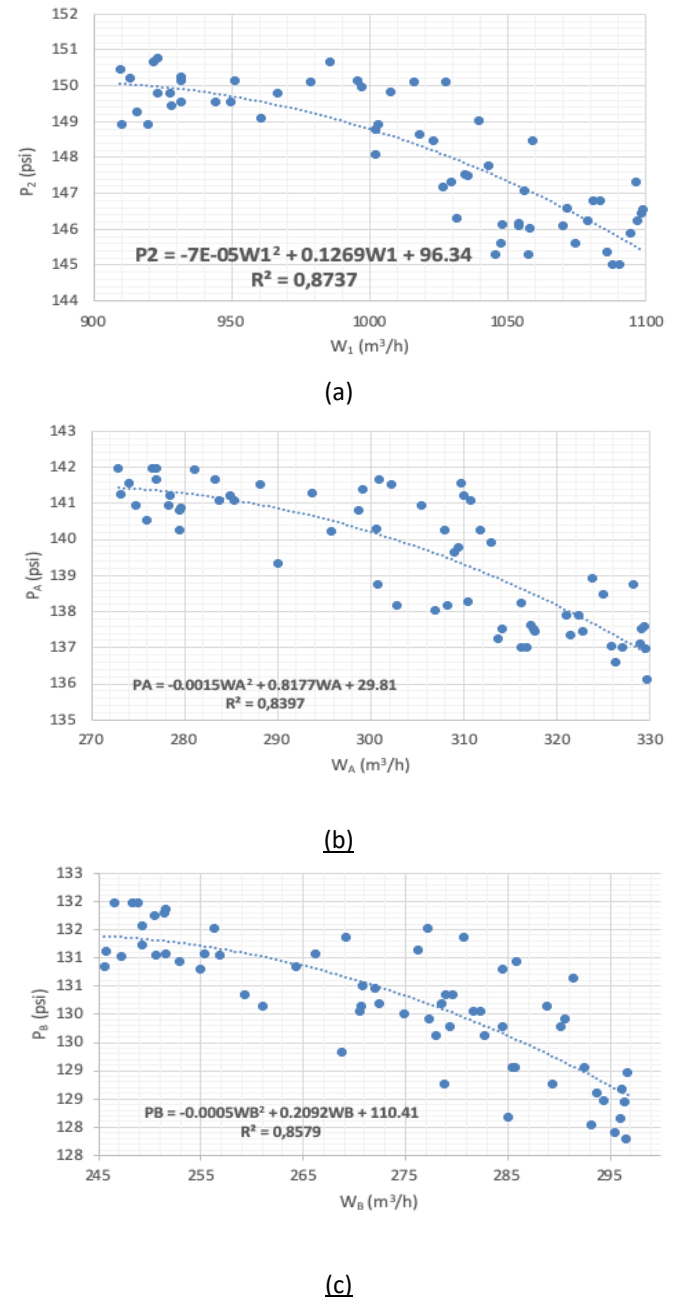 152
151
150
149
148
147
146
145
144
P₂ (psi)
P2 = -7E-05W1² + 0.1269W1 + 96.34
R² = 0,8737
900 950 1000 1050 1100
W₁ (m³/h)
(a)
143
142
141
140
139
138
137
136
135
P_A (psi)
PA = -0.0015WA² + 0.8177WA + 29.81
R² = 0,8397
270 280 290 300 310 320 330
W_A (m³/h)
(b)
133
132
132
131
131
130
130
129
129
128
128
P_B (psi)
PB = -0.0005WB² + 0.2092WB + 110.41
R² = 0,8579
245 255 265 275 285 295
W_B (m³/h)
(c)